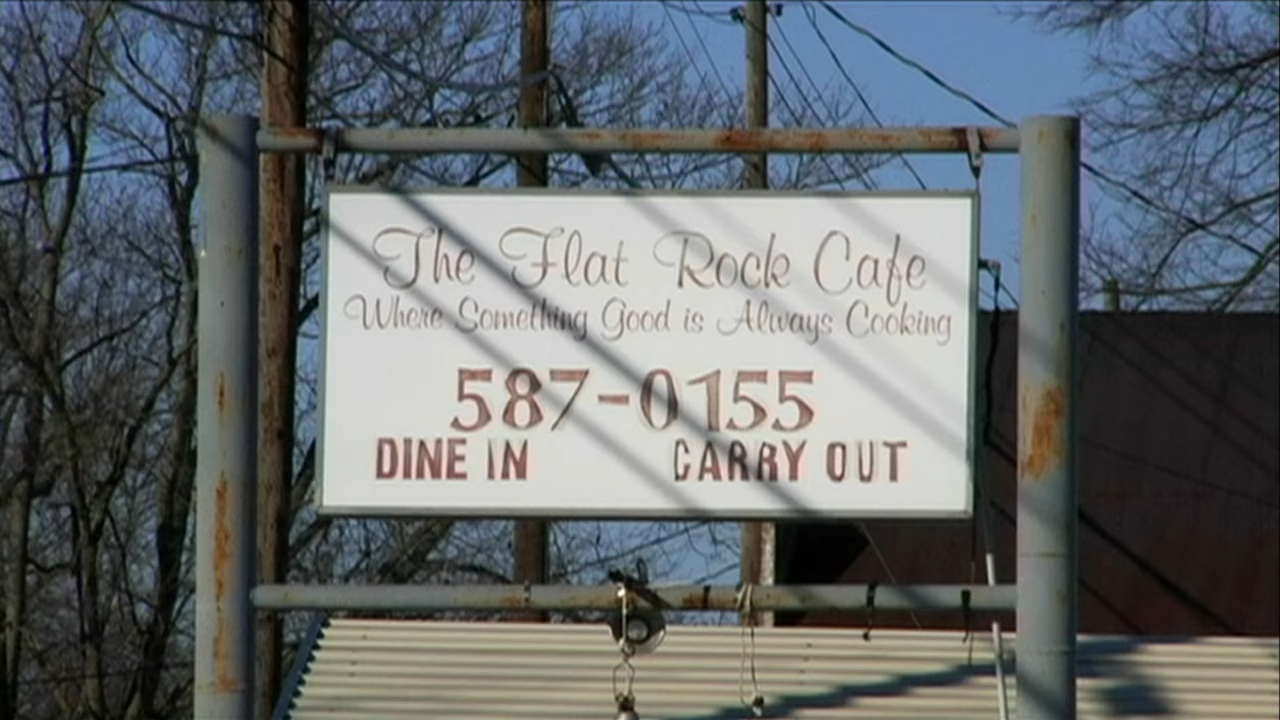 The Flat Rock Cafe
Where Something Good is Always Cooking
587-0155
DINE IN CARRY OUT